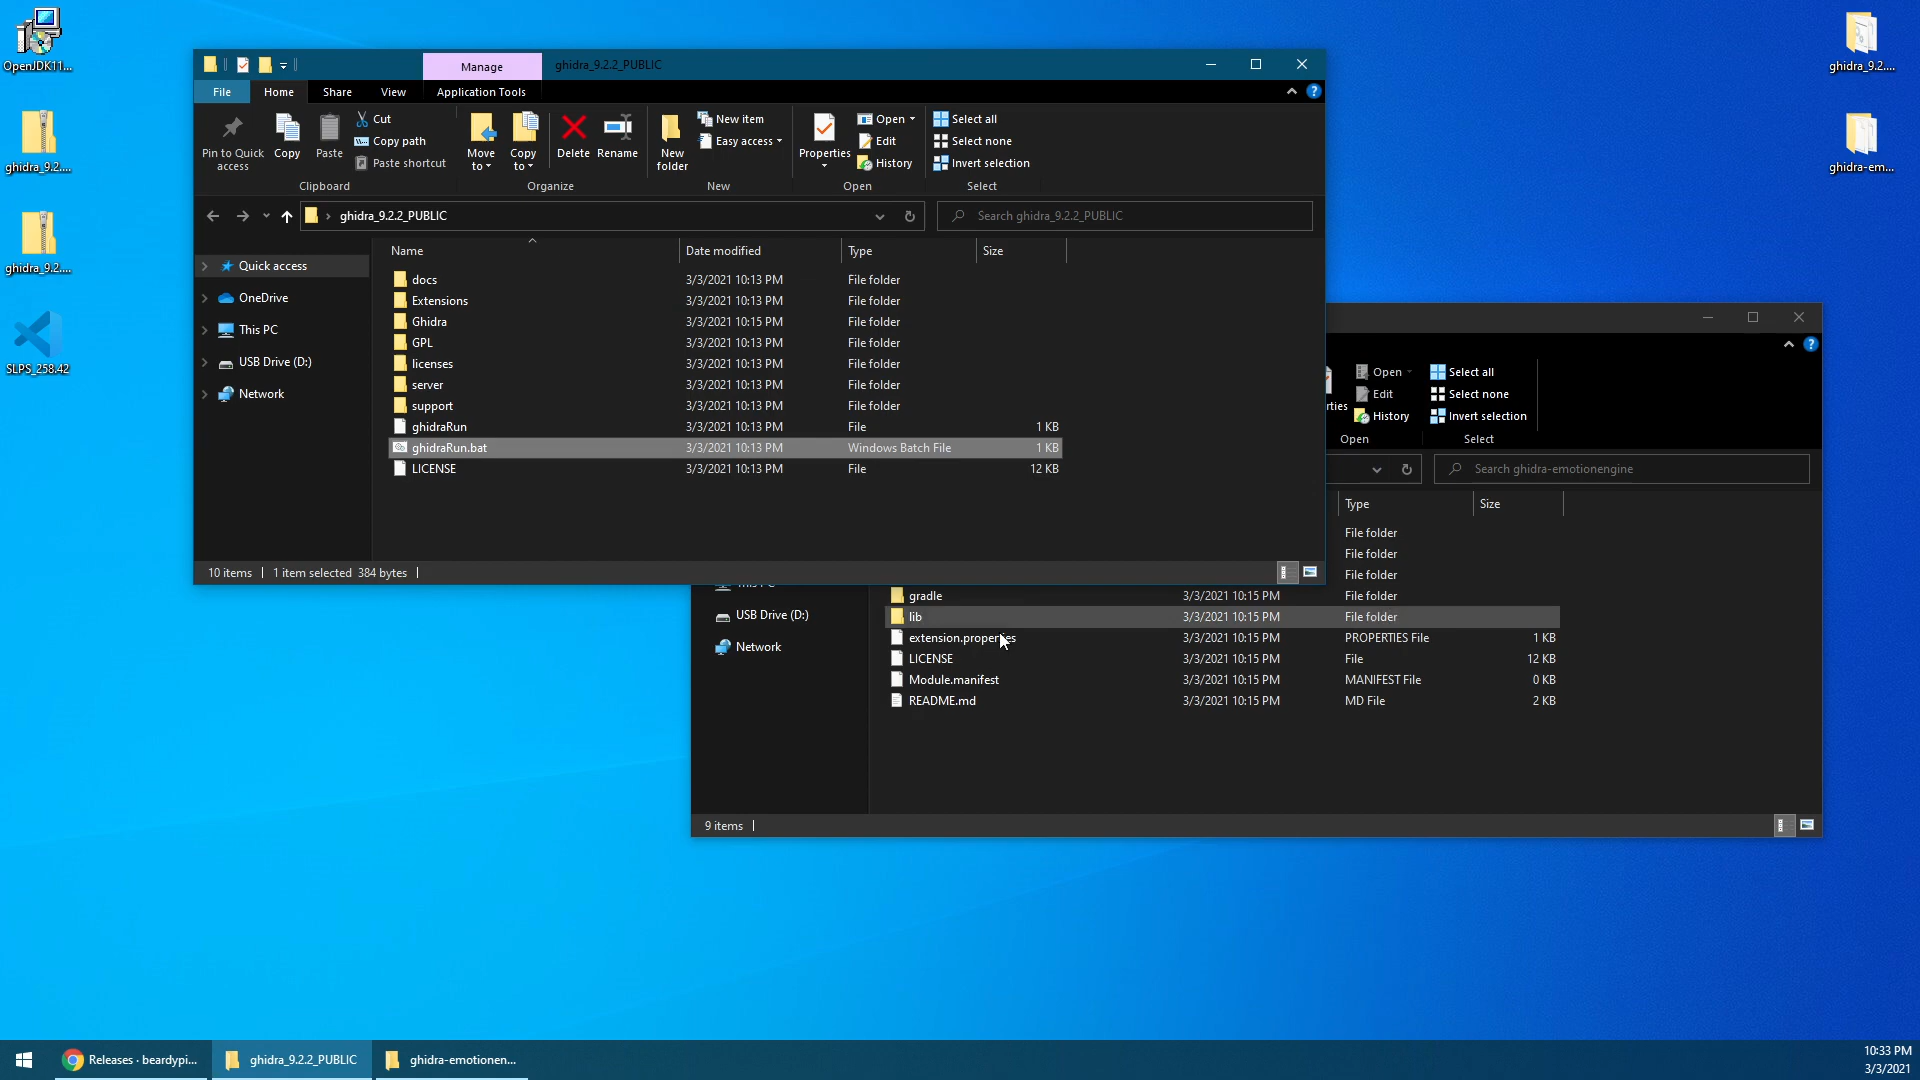 OpenJDK11...
ghidra_9.2....
ghidra_9.2....
SLPS_258.42
ghidra_9.2....
ghidra-em...
Manage
ghidra_9.2.2_PUBLIC
File
Home
Share
View
Application Tools
Pin to Quick access
Copy
Paste
Cut
Copy path
Paste shortcut
Clipboard
Move to
Copy to
Delete
Rename
Organize
New folder
New item
Easy access
New
Properties
Open
Edit
History
Open
Select all
Select none
Invert selection
Select
ghidra_9.2.2_PUBLIC
Search ghidra_9.2.2_PUBLIC
Quick access
OneDrive
This PC
USB Drive (D:)
Network
Name Date modified Type Size
docs 3/3/2021 10:13 PM File folder
Extensions 3/3/2021 10:13 PM File folder
Ghidra 3/3/2021 10:15 PM File folder
GPL 3/3/2021 10:13 PM File folder
licenses 3/3/2021 10:13 PM File folder
server 3/3/2021 10:13 PM File folder
support 3/3/2021 10:13 PM File folder
ghidraRun 3/3/2021 10:13 PM File 1 KB
ghidraRun.bat 3/3/2021 10:13 PM Windows Batch File 1 KB
LICENSE 3/3/2021 10:13 PM File 12 KB
10 items 1 item selected 384 bytes
rties
Open
Edit
History
Open
Select all
Select none
Invert selection
Select
Search ghidra-emotionengine
Type Size
File folder
File folder
File folder
USB Drive (D:)
Network
gradle 3/3/2021 10:15 PM File folder
lib 3/3/2021 10:15 PM File folder
extension.properties 3/3/2021 10:15 PM PROPERTIES File 1 KB
LICENSE 3/3/2021 10:15 PM File 12 KB
Module.manifest 3/3/2021 10:15 PM MANIFEST File 0 KB
README.md 3/3/2021 10:15 PM MD File 2 KB
9 items
Releases · beardypi...
ghidra_9.2.2_PUBLIC
ghidra-emotionen...
10:33 PM
3/3/2021